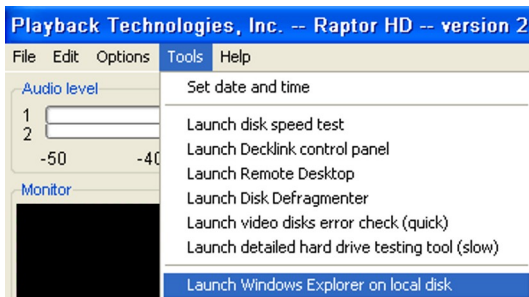 Playback Technologies, Inc. -- Raptor HD -- version 2
File Edit Options Tools Help
Audio level
Set date and time
1
2
Launch disk speed test
-50 -40
Launch Decklink control panel
Launch Remote Desktop
Monitor
Launch Disk Defragmenter
Launch video disks error check (quick)
Launch detailed hard drive testing tool (slow)
Launch Windows Explorer on local disk